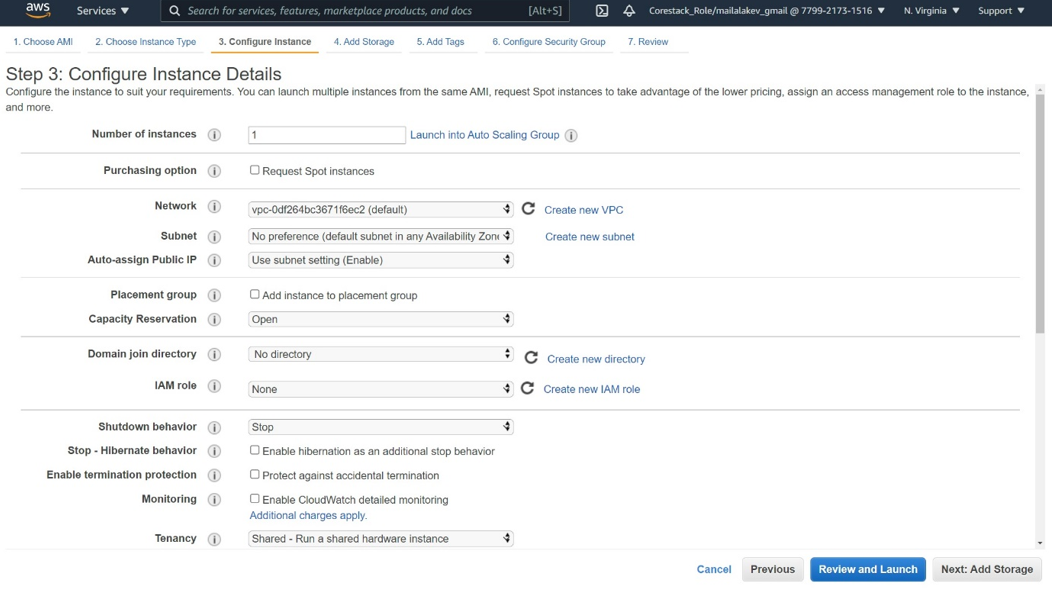 aws Services Search for services, features, marketplace products, and docs [Alt+S] Corestack_Role/mailalakev_gmail @ 7799-2173-1516 N. Virginia Support
1. Choose AMI 2. Choose Instance Type 3. Configure Instance 4. Add Storage 5. Add Tags 6. Configure Security Group 7. Review
Step 3: Configure Instance Details
Configure the instance to suit your requirements. You can launch multiple instances from the same AMI, request Spot instances to take advantage of the lower pricing, assign an access management role to the instance,
and more.
Number of instances i 1 Launch into Auto Scaling Group i
Purchasing option i Request Spot instances
Network i vpc-0df264bc3671f6ec2 (default) Create new VPC
Subnet i No preference (default subnet in any Availability Zon Create new subnet
Auto-assign Public IP i Use subnet setting (Enable)
Placement group i Add instance to placement group
Capacity Reservation i Open
Domain join directory i No directory Create new directory
IAM role i None Create new IAM role
Shutdown behavior i Stop
Stop - Hibernate behavior i Enable hibernation as an additional stop behavior
Enable termination protection i Protect against accidental termination
Monitoring i Enable CloudWatch detailed monitoring
Additional charges apply.
Tenancy i Shared - Run a shared hardware instance
Cancel Previous Review and Launch Next: Add Storage